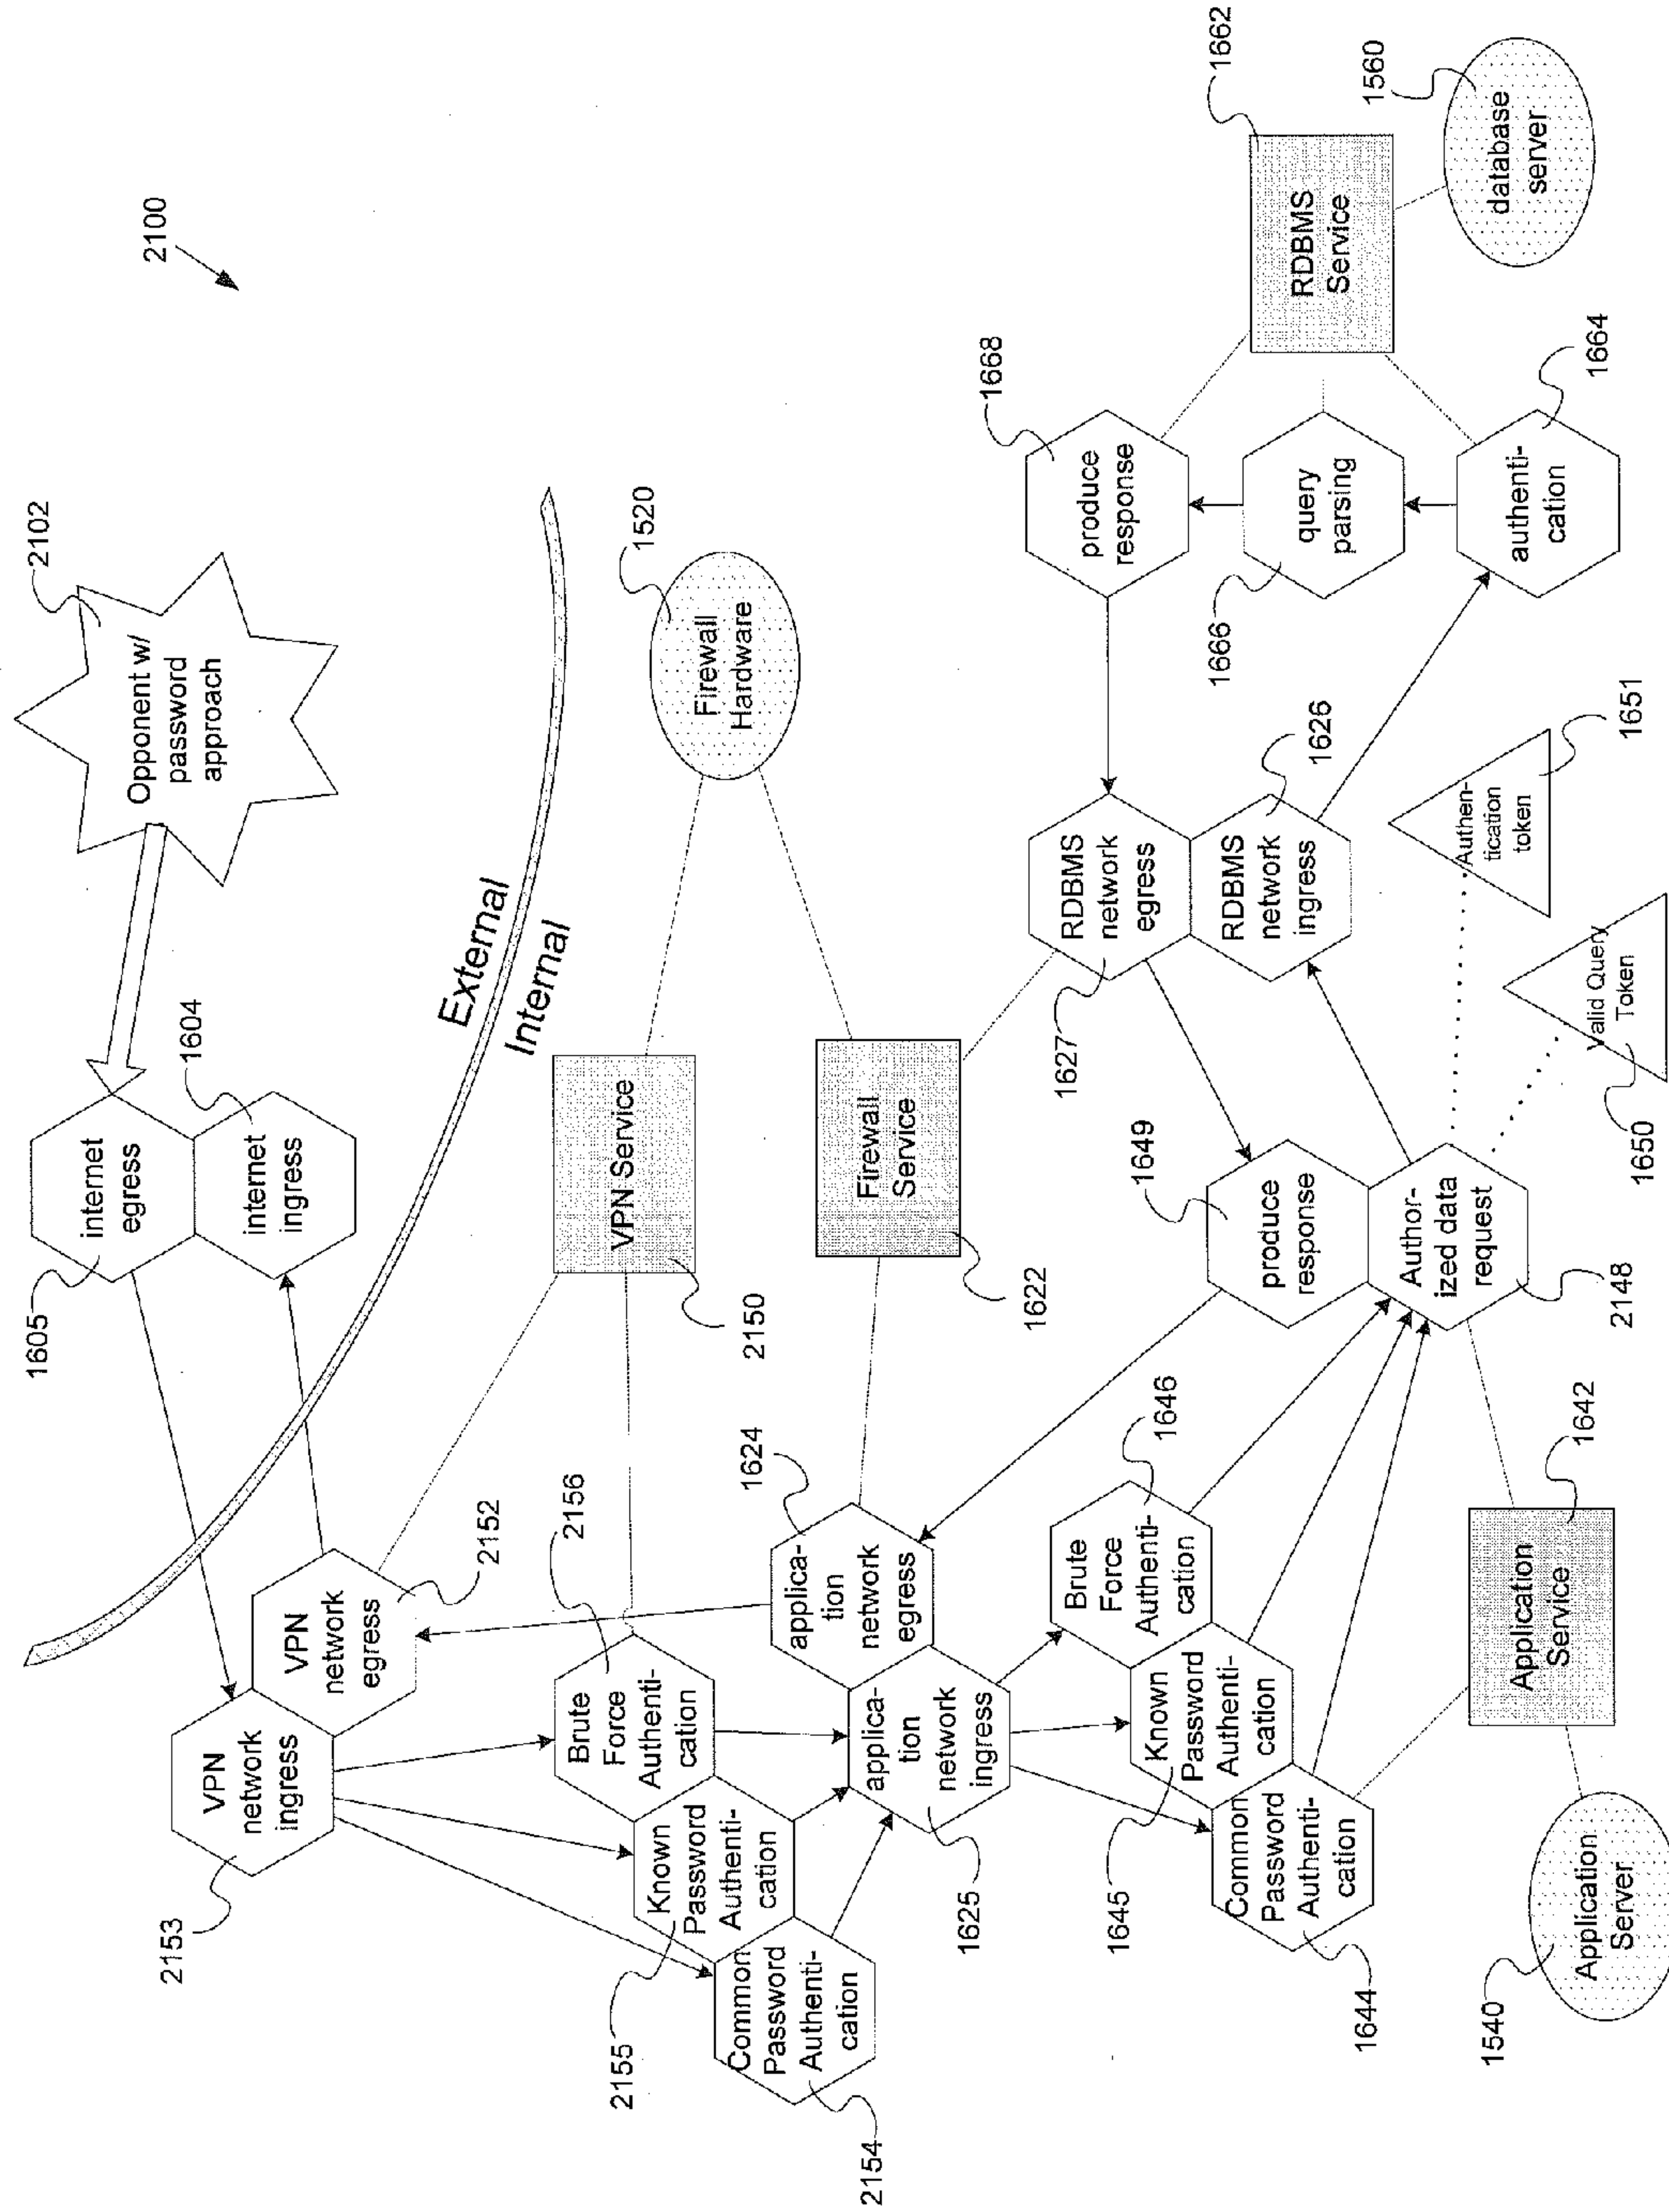 2100
2102
Opponent w/
password
approach
1605
internet
egress
1604
internet
ingress
External
Internal
2153
VPN
network
ingress
VPN
network
egress
2152
VPN Service
2150
Firewall
Hardware
1520
2156
Brute
Force
Authenti-
cation
2155
Known
Password
Authenti-
cation
Common
Password
Authenti-
cation
2154
1624
applica-
tion
network
egress
applica-
tion
network
ingress
1625
Firewall
Service
1622
RDBMS
network
egress
1627
RDBMS
network
ingress
1626
1668
produce
response
query
parsing
1666
authenti-
cation
1664
RDBMS
Service
1662
database
server
1560
Brute
Force
Authenti-
cation
1646
1645
Known
Password
Authenti-
cation
Common
Password
Authenti-
cation
1644
1649
produce
response
Author-
ized data
request
2148
Authen-
tication
token
1651
Valid Query
Token
1650
Application
Service
1642
Application
Server
1540